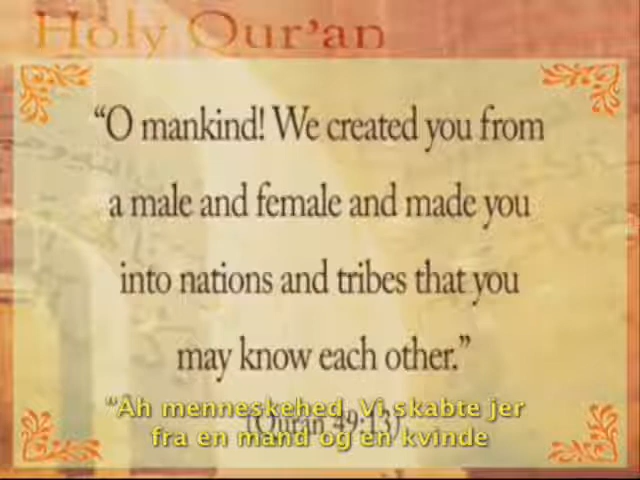 Holy Qur'an
“O mankind! We created you from
a male and female and made you
into nations and tribes that you
may know each other.”
(Quran 49:13)
"Ah menneskehed, Vi skabte jer
fra en mand og en kvinde